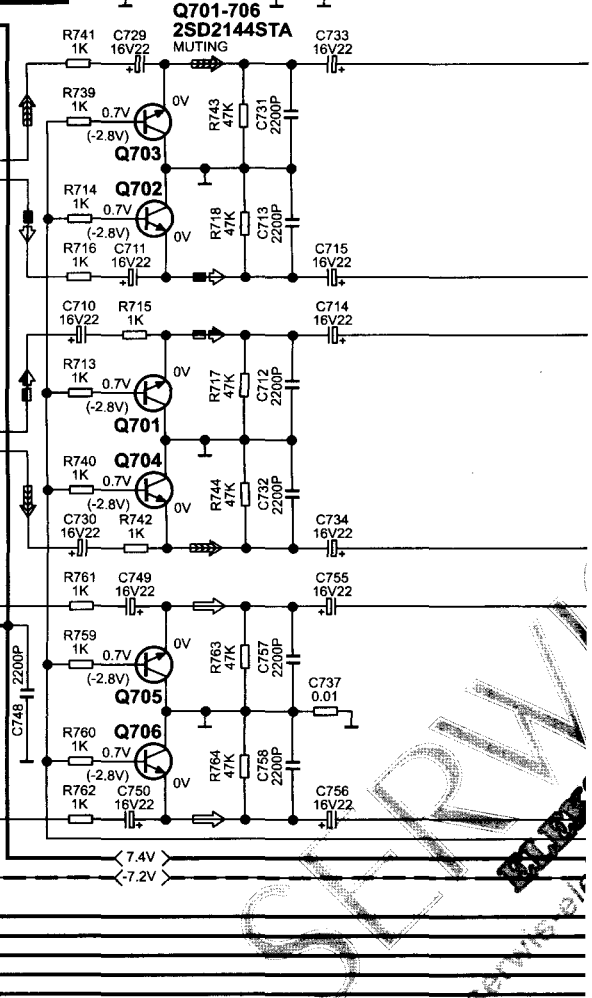 Q701-706
2SD2144STA
MUTING
R741
1K
C729
16V22
+
C733
16V22
+
R739
1K
0.7V
(-2.8V)
0V
Q703
R743
47K
C731
2200P
R714
1K
0.7V
(-2.8V)
Q702
0V
R718
47K
C713
2200P
R716
1K
C711
16V22
+
C715
16V22
+
C710
16V22
+
R715
1K
C714
16V22
+
R713
1K
0.7V
(-2.8V)
0V
Q701
R717
47K
C712
2200P
R740
1K
0.7V
(-2.8V)
Q704
0V
R744
47K
C732
2200P
C730
16V22
+
R742
1K
C734
16V22
+
R761
1K
C749
16V22
+
C755
16V22
+
R759
1K
0.7V
(-2.8V)
0V
Q705
R763
47K
C757
2200P
C748
2200P
C737
0.01
R760
1K
0.7V
(-2.8V)
Q706
0V
R764
47K
C758
2200P
R762
1K
C750
16V22
+
C756
16V22
+
7.4V
-7.2V
SERW
ELE
serwis-ele